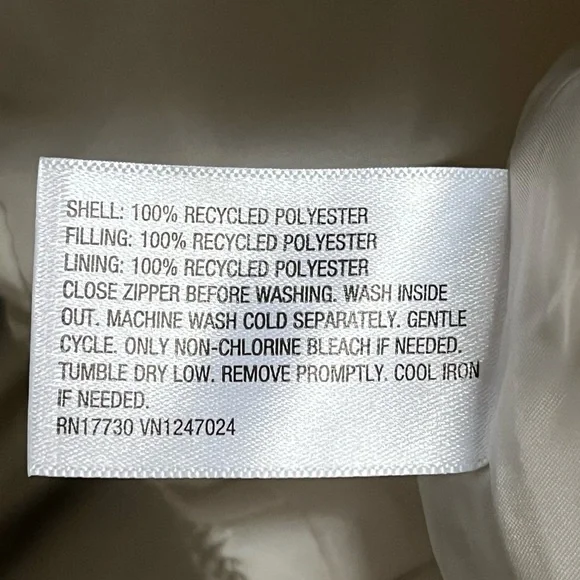 SHELL: 100% RECYCLED POLYESTER
FILLING: 100% RECYCLED POLYESTER
LINING: 100% RECYCLED POLYESTER
CLOSE ZIPPER BEFORE WASHING. WASH INSIDE
OUT. MACHINE WASH COLD SEPARATELY. GENTLE
CYCLE. ONLY NON-CHLORINE BLEACH IF NEEDED.
TUMBLE DRY LOW. REMOVE PROMPTLY. COOL IRON
IF NEEDED.
RN17730 VN1247024